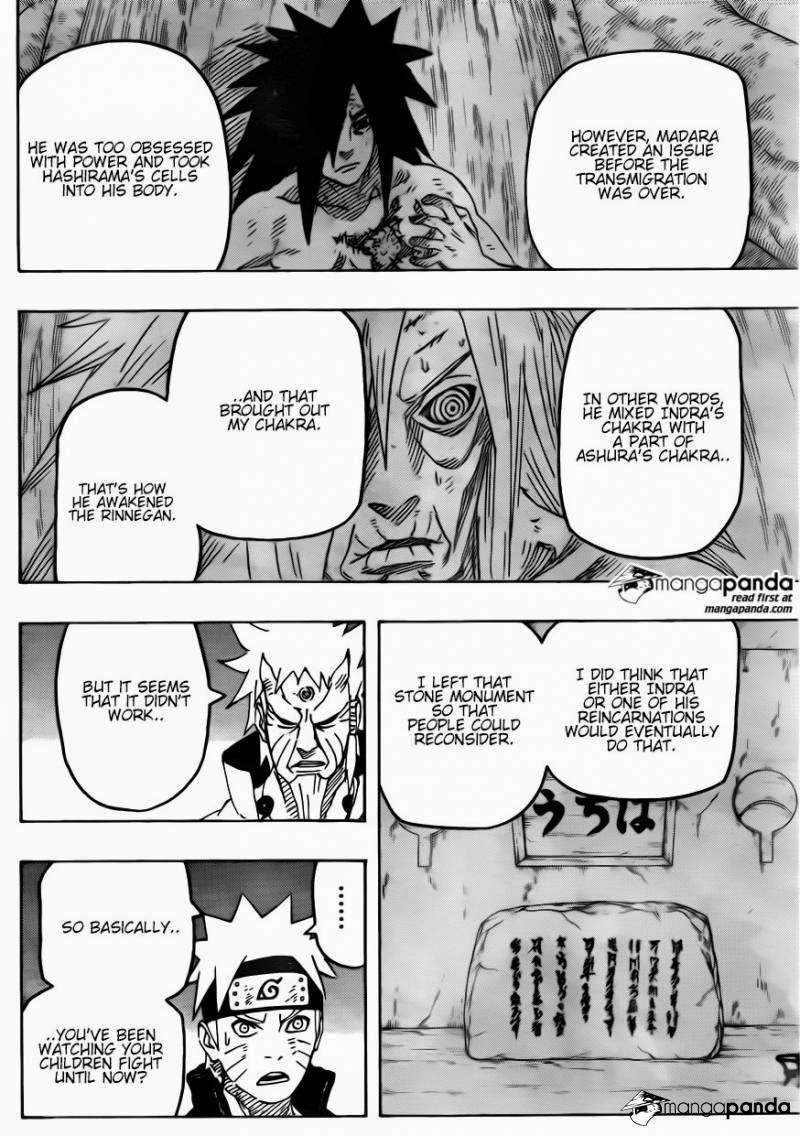 HOWEVER, MADARA
CREATED AN ISSUE
BEFORE THE
TRANSMIGRATION
WAS OVER.
HE WAS TOO OBSESSED
WITH POWER AND TOOK
HASHIRAMA'S CELLS
INTO HIS BODY.
IN OTHER WORDS,
HE MIXED INDRA'S
CHAKRA WITH
A PART OF
ASHURA'S CHAKRA..
..AND THAT
BROUGHT OUT
MY CHAKRA.
THAT'S HOW
HE AWAKENED
THE RINNEGAN.
mangapanda
read first at
mangapanda.com
I DID THINK THAT
EITHER INDRA
OR ONE OF HIS
REINCARNATIONS
WOULD EVENTUALLY
DO THAT.
I LEFT THAT
STONE MONUMENT
SO THAT
PEOPLE COULD
RECONSIDER.
うちは
BUT IT SEEMS
THAT IT DIDN'T
WORK..
......
SO BASICALLY..
..YOU'VE BEEN
WATCHING YOUR
CHILDREN FIGHT
UNTIL NOW?
mangapanda